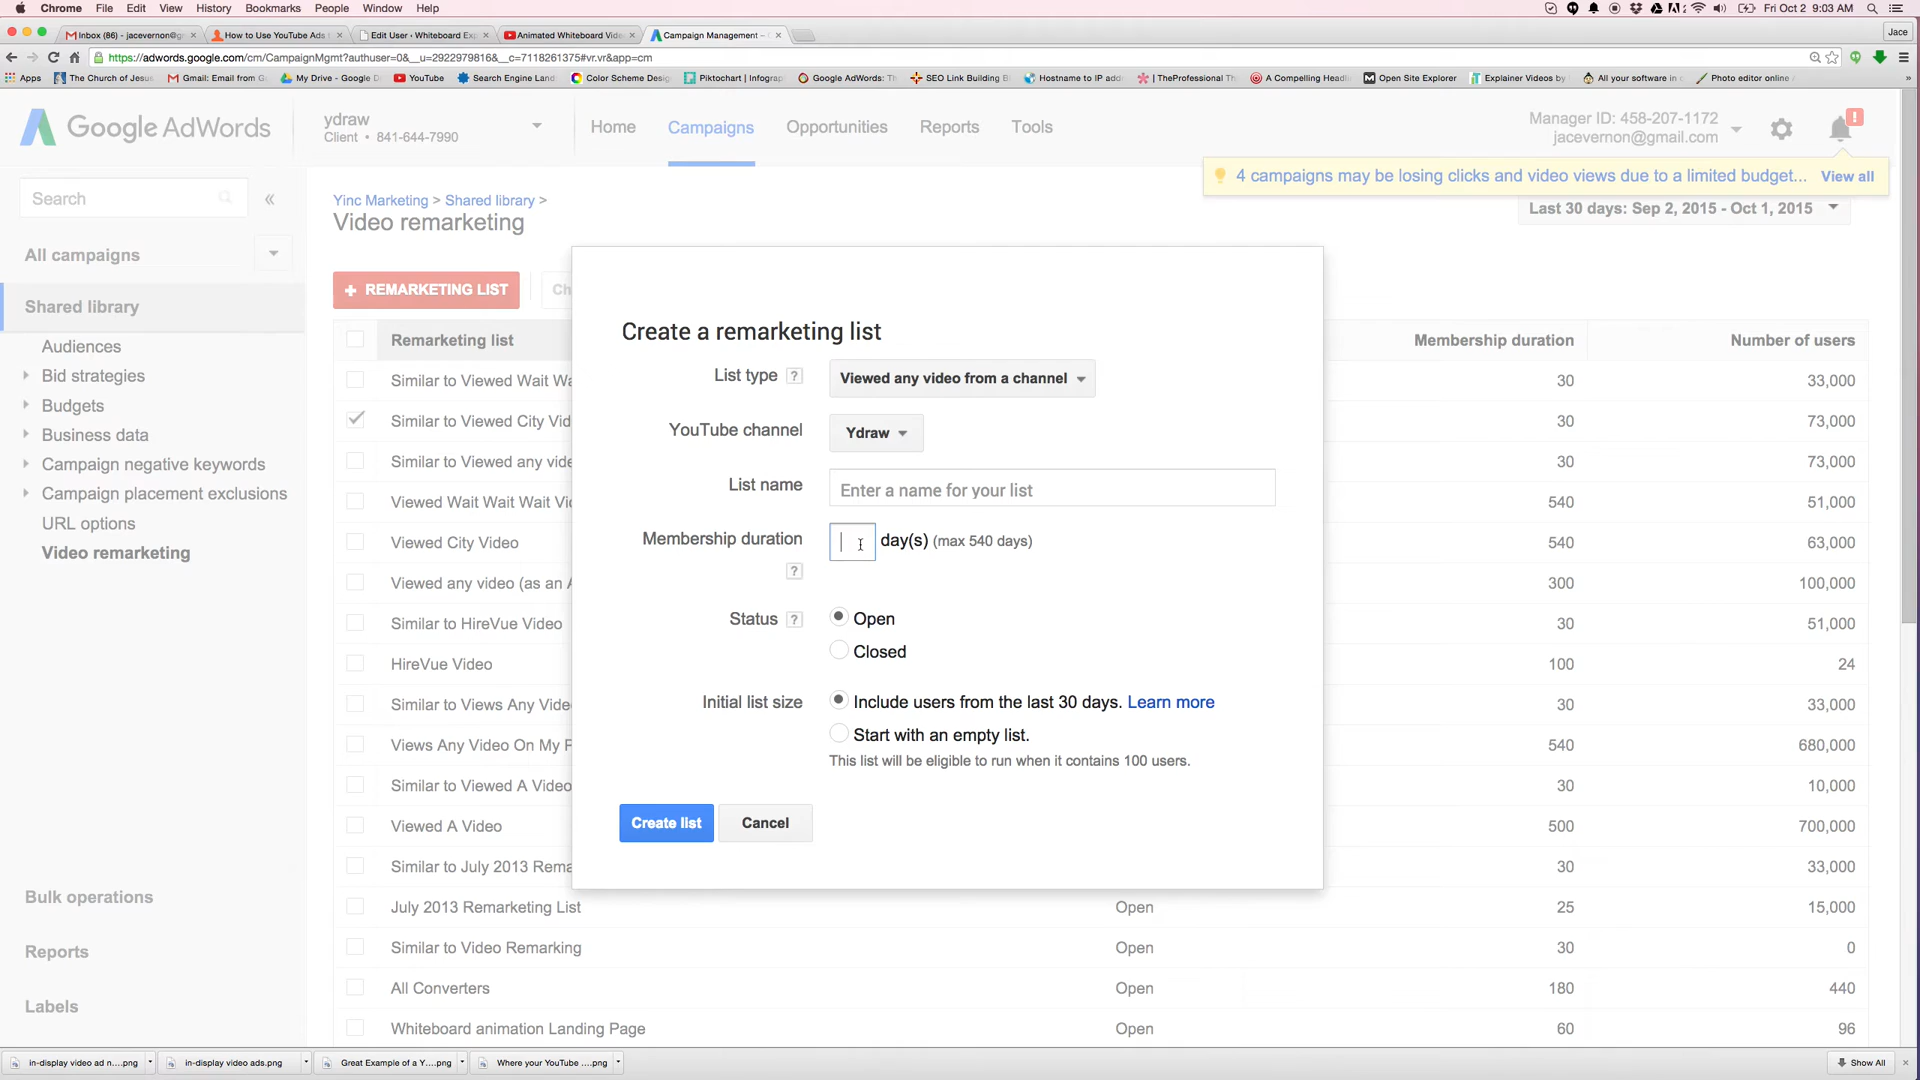 Chrome File Edit View History Bookmarks People Window Help Fri Oct 2 9:03 AM
Inbox (86) - jacevernon@gm How to Use YouTube Ads t Edit User ‹ Whiteboard Exp Animated Whiteboard Vide Campaign Management – Jace
https://adwords.google.com/cm/CampaignMgmt?authuser=0&__u=2922979816&__c=7118261375#vr.vr&app=cm
Apps The Church of Jesus Gmail: Email from G My Drive - Google D YouTube Search Engine Land Color Scheme Desig Piktochart | Infograp Google AdWords: Th SEO Link Building B Hostname to IP add | TheProfessional Th A Compelling Head Open Site Explorer Explainer Videos by All your software in Photo editor online
Google AdWords
ydraw
Client • 841-644-7990
Home Campaigns Opportunities Reports Tools
Manager ID: 458-207-1172
jacevernon@gmail.com
!
4 campaigns may be losing clicks and video views due to a limited budget... View all
Search «
Yinc Marketing > Shared library >
Video remarketing
Last 30 days: Sep 2, 2015 - Oct 1, 2015
All campaigns
Shared library
Audiences
Bid strategies
Budgets
Business data
Campaign negative keywords
Campaign placement exclusions
URL options
Video remarketing
Bulk operations
Reports
Labels
+ REMARKETING LIST Ch
Remarketing list Membership duration Number of users
Similar to Viewed Wait Wa 30 33,000
Similar to Viewed City Vid 30 73,000
Similar to Viewed any vide 30 73,000
Viewed Wait Wait Wait Vi 540 51,000
Viewed City Video 540 63,000
Viewed any video (as an A 300 100,000
Similar to HireVue Video 30 51,000
HireVue Video 100 24
Similar to Views Any Vide 30 33,000
Views Any Video On My P 540 680,000
Similar to Viewed A Video 30 10,000
Viewed A Video 500 700,000
Similar to July 2013 Rema 30 33,000
July 2013 Remarketing List Open 25 15,000
Similar to Video Remarking Open 30 0
All Converters Open 180 440
Whiteboard animation Landing Page Open 60 96
Create a remarketing list
List type ? Viewed any video from a channel
YouTube channel Ydraw
List name Enter a name for your list
Membership duration day(s) (max 540 days)
?
Status ? Open
Closed
Initial list size Include users from the last 30 days. Learn more
Start with an empty list.
This list will be eligible to run when it contains 100 users.
Create list Cancel
in-display video ad n....png in-display video ads.png Great Example of a Y....png Where your YouTube ....png Show All